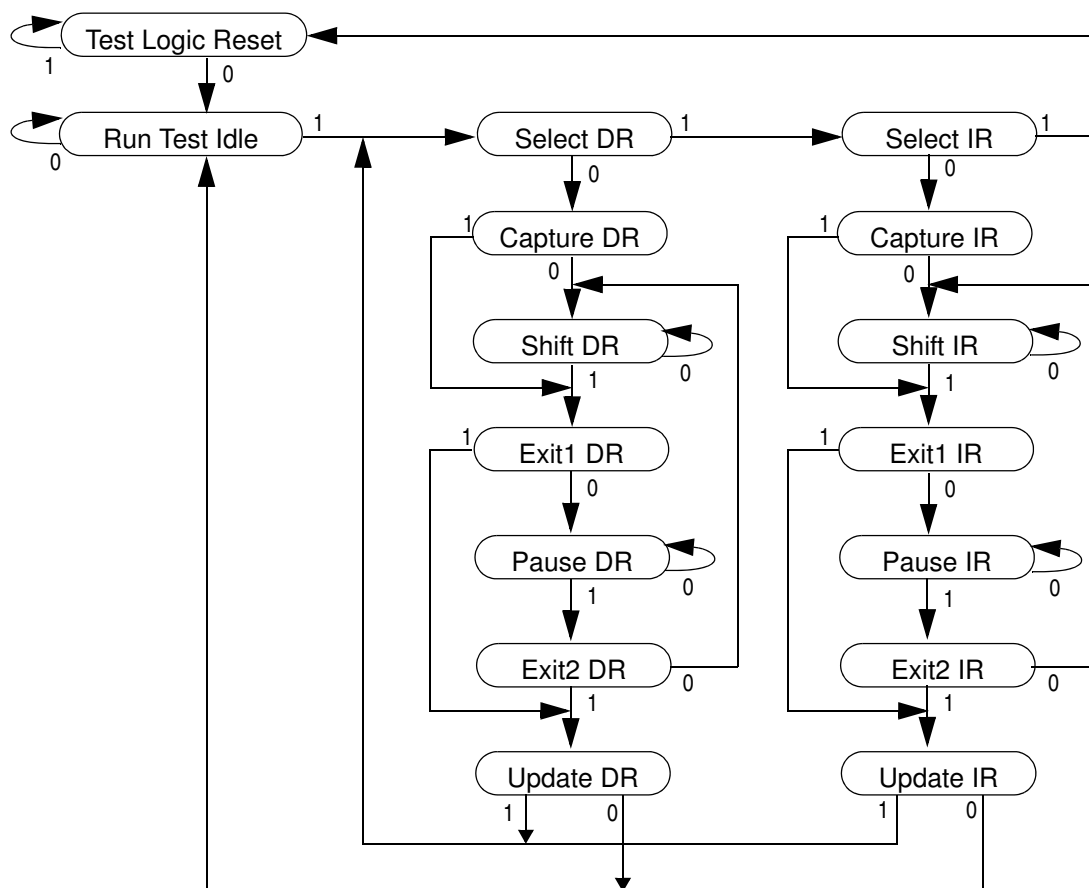 Test Logic Reset
1
0
Run Test Idle
0
1
Select DR
1
0
Select IR
1
0
1
Capture DR
0
1
Capture IR
0
Shift DR
0
1
Shift IR
0
1
1
Exit1 DR
0
1
Exit1 IR
0
Pause DR
0
1
Pause IR
0
1
Exit2 DR
0
1
Exit2 IR
0
1
Update DR
1
0
Update IR
1
0